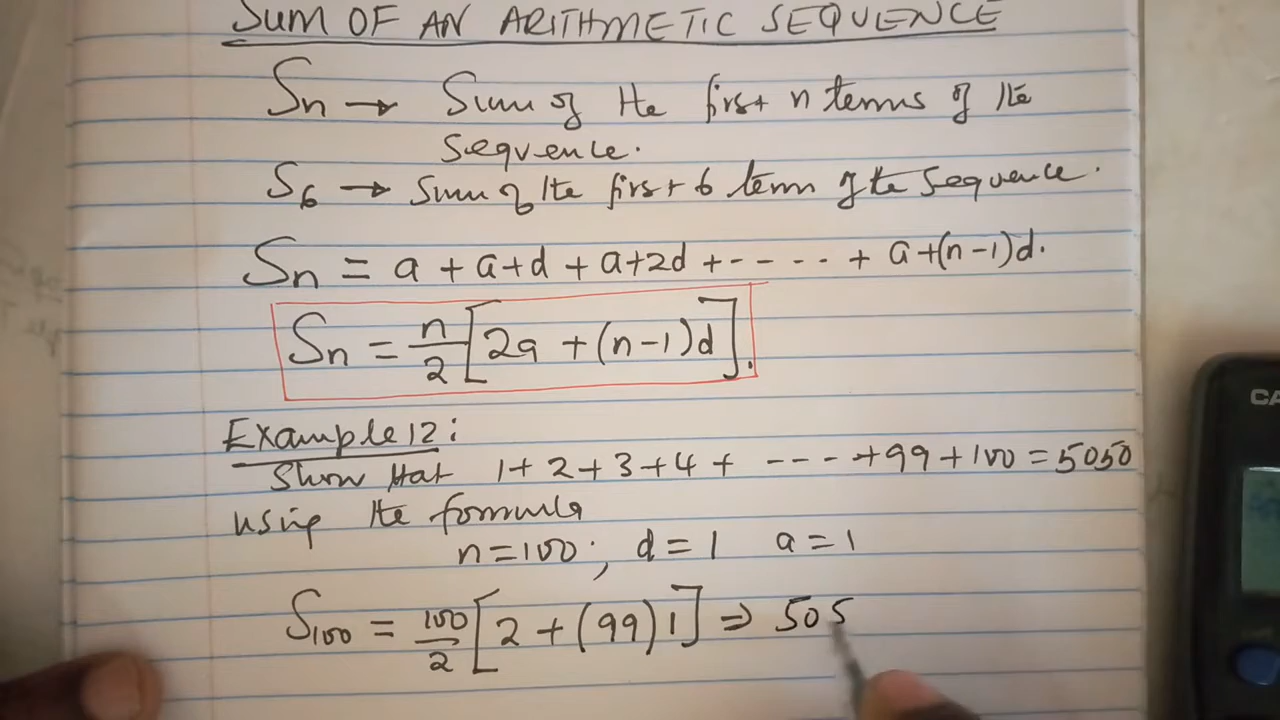 SUM OF AN ARITHMETIC SEQUENCE
Sn → Sum of the first n terms of the
sequence.
S6 → Sum of the first 6 term of the sequence.
Sn = a + a+d + a+2d +-----+ a+(n-1)d.
Sn = n/2 [2a + (n-1)d].
Example 12:
Show that 1+2+3+4+ ----+99+100 = 5050
using the formula
n=100; d=1 a=1
S100 = 100/2 [2 + (99)1] ⇒ 505
CA